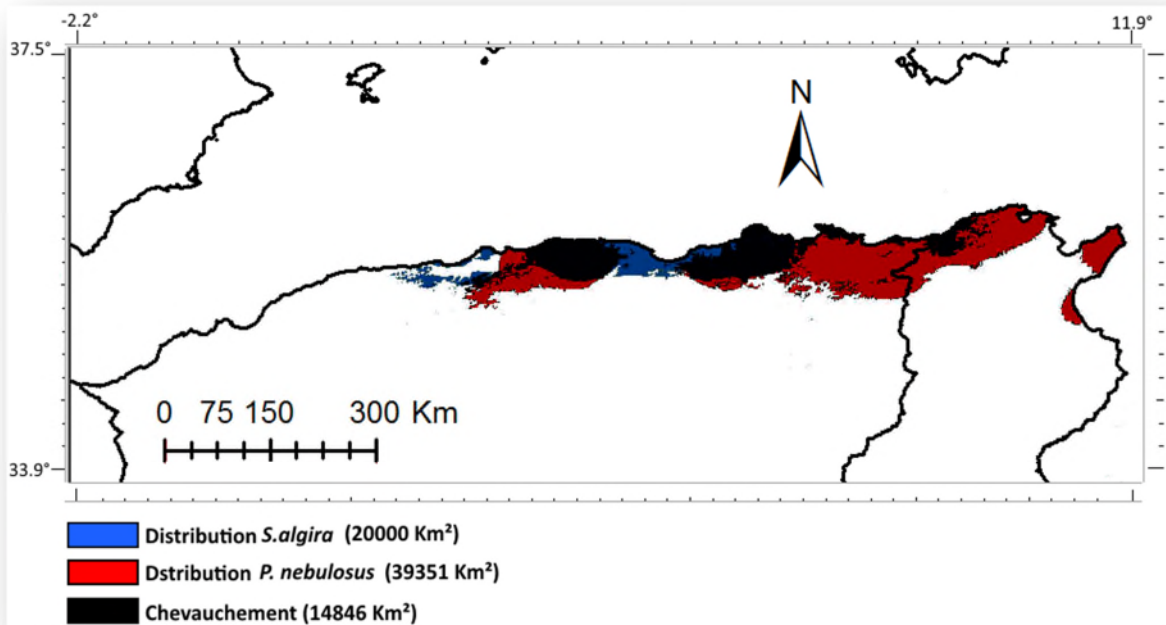 -2.2°
11.9°
37.5°
N
0 75 150 300 Km
33.9°
Distribution S.algira (20000 Km²)
Dstribution P. nebulosus (39351 Km²)
Chevauchement (14846 Km²)